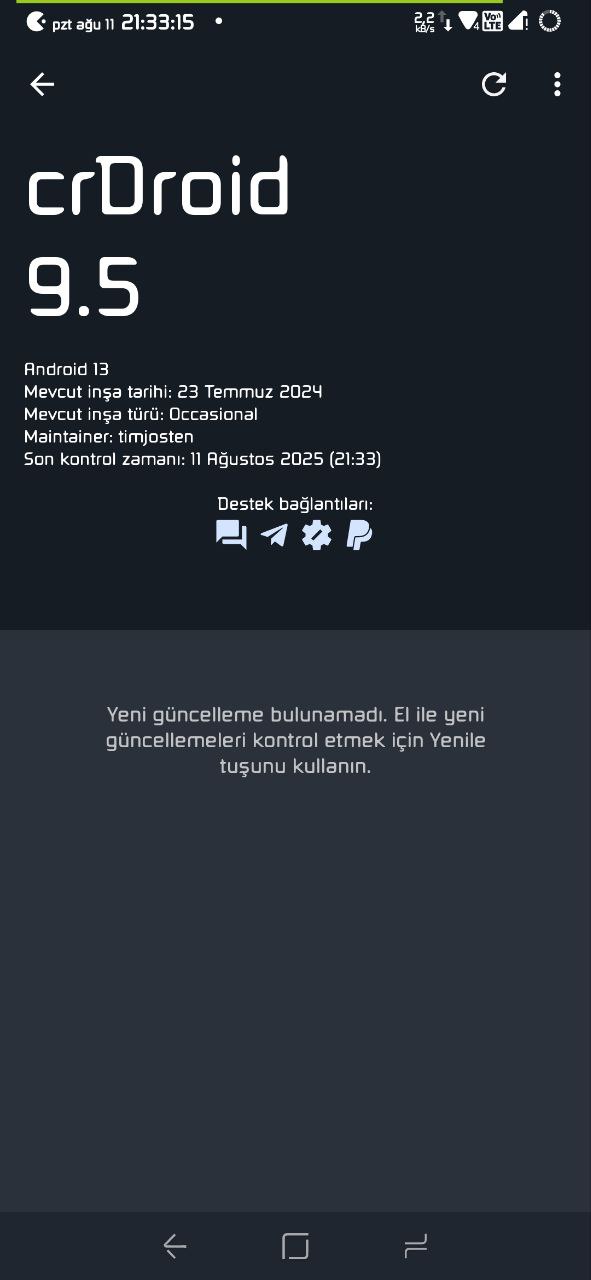 pzt ağu 11 21:33:15
2,2
kB/s
4
Vo))
LTE
!
crDroid
9.5
Android 13
Mevcut inşa tarihi: 23 Temmuz 2024
Mevcut inşa türü: Occasional
Maintainer: timjosten
Son kontrol zamanı: 11 Ağustos 2025 (21:33)
Destek bağlantıları:
Yeni güncelleme bulunamadı. El ile yeni
güncellemeleri kontrol etmek için Yenile
tuşunu kullanın.